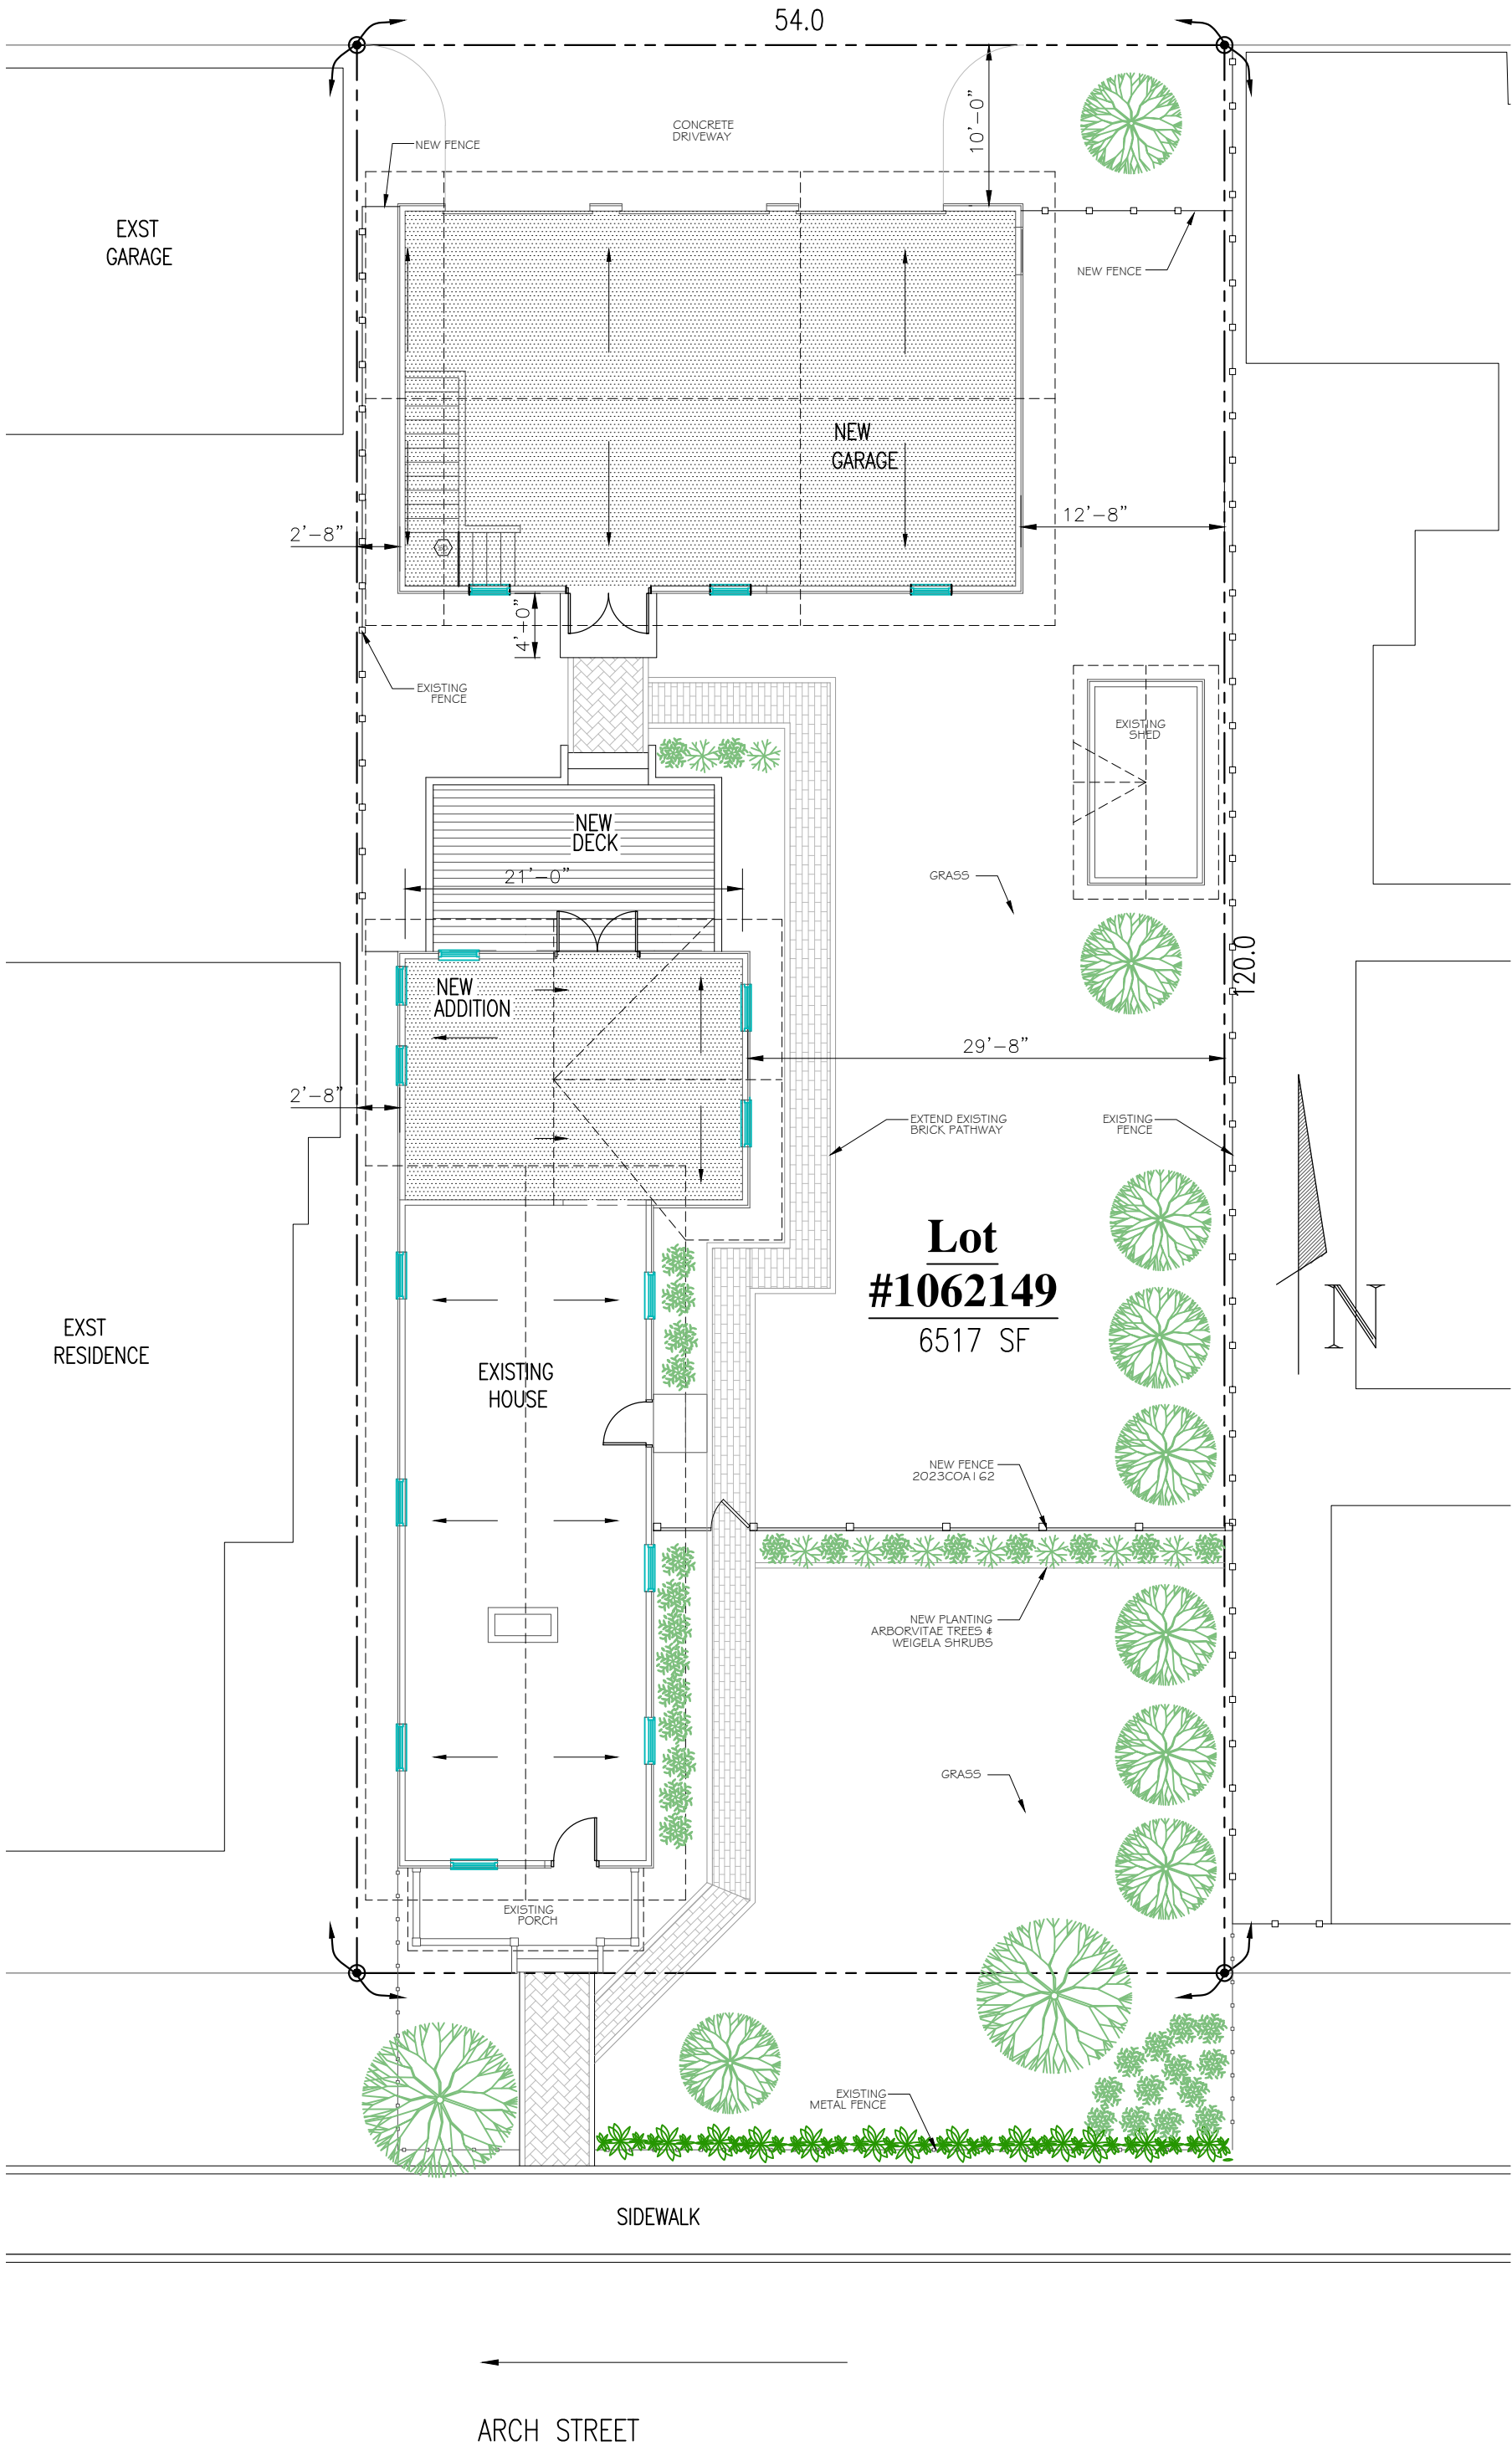 54.0
CONCRETE
DRIVEWAY
10'-0"
NEW FENCE
EXST
GARAGE
NEW FENCE
NEW
GARAGE
2'-8"
12'-8"
4'-0"
EXISTING
FENCE
EXISTING
SHED
NEW
DECK
21'-0"
GRASS
120.0
NEW
ADDITION
29'-8"
2'-8"
EXTEND EXISTING
BRICK PATHWAY
EXISTING
FENCE
Lot
#1062149
6517 SF
N
EXST
RESIDENCE
EXISTING
HOUSE
NEW FENCE
2023COA162
NEW PLANTING
ARBORVITAE TREES &
WEIGELA SHRUBS
GRASS
EXISTING
PORCH
EXISTING
METAL FENCE
SIDEWALK
ARCH STREET